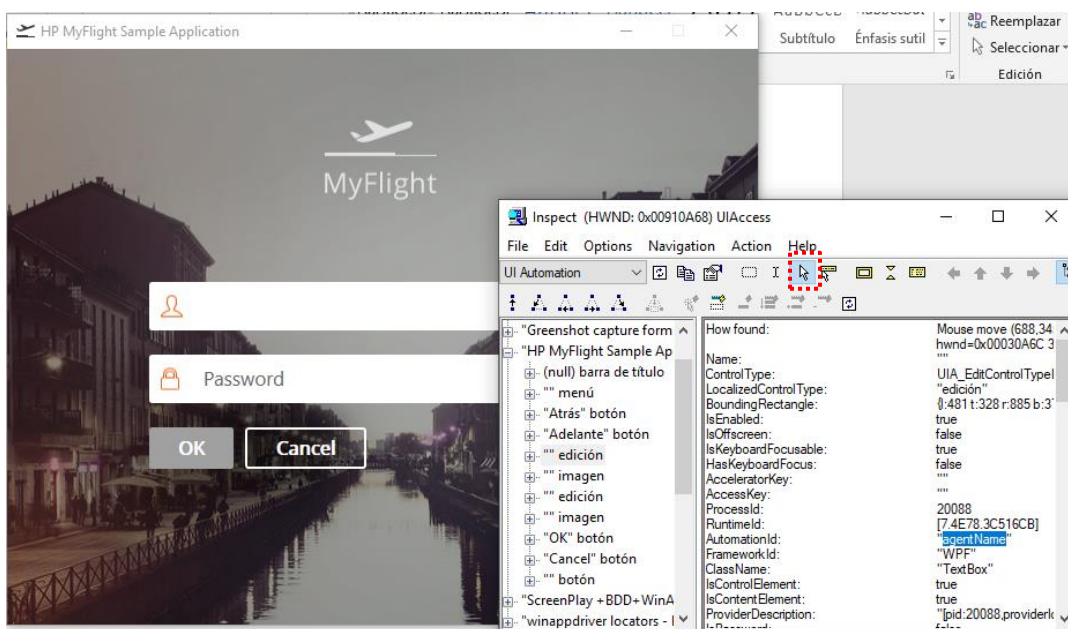 HP MyFlight Sample Application
Reemplazar
Subtítulo
Énfasis sutil
Seleccionar
Edición
MyFlight
Password
OK
Cancel
Inspect (HWND: 0x00910A68) UIAccess
File Edit Options Navigation Action Help
UI Automation
"Greenshot capture form
"HP MyFlight Sample Ap
(null) barra de título
"" menú
"Atrás" botón
"Adelante" botón
"" edición
"" imagen
"" edición
"" imagen
"OK" botón
"Cancel" botón
"" botón
"ScreenPlay +BDD+WinA
"winappdriver locators -
How found: Mouse move (688,34
hwnd=0x00030A6C 3
Name: ""
ControlType: UIA_EditControlTypeI
LocalizedControlType: "edición"
BoundingRectangle: {l:481 t:328 r:885 b:37
IsEnabled: true
IsOffscreen: false
IsKeyboardFocusable: true
HasKeyboardFocus: false
AcceleratorKey: ""
AccessKey: ""
ProcessId: 20088
RuntimeId: [7.4E78.3C516CB]
AutomationId: "agentName"
FrameworkId: "WPF"
ClassName: "TextBox"
IsControlElement: true
IsContentElement: true
ProviderDescription: "[pid:20088,providerId